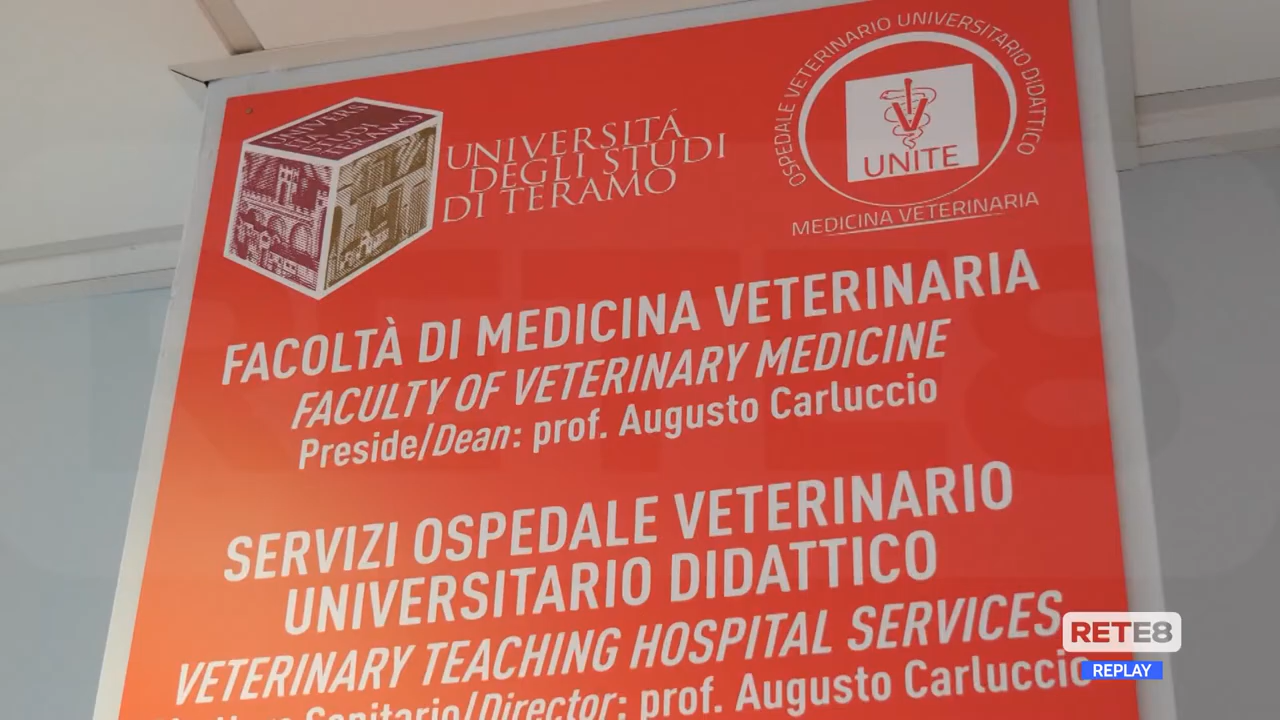 UNIVERSITÁ
DEGLI STUDI
DI TERAMO
OSPEDALE VETERINARIO UNIVERSITARIO DIDATTICO
UNITE
MEDICINA VETERINARIA
FACOLTÀ DI MEDICINA VETERINARIA
FACULTY OF VETERINARY MEDICINE
Preside/Dean: prof. Augusto Carluccio
SERVIZI OSPEDALE VETERINARIO
UNIVERSITARIO DIDATTICO
VETERINARY TEACHING HOSPITAL SERVICES
Sanitario/Director: prof. Augusto Carluccio
RETE8
REPLAY